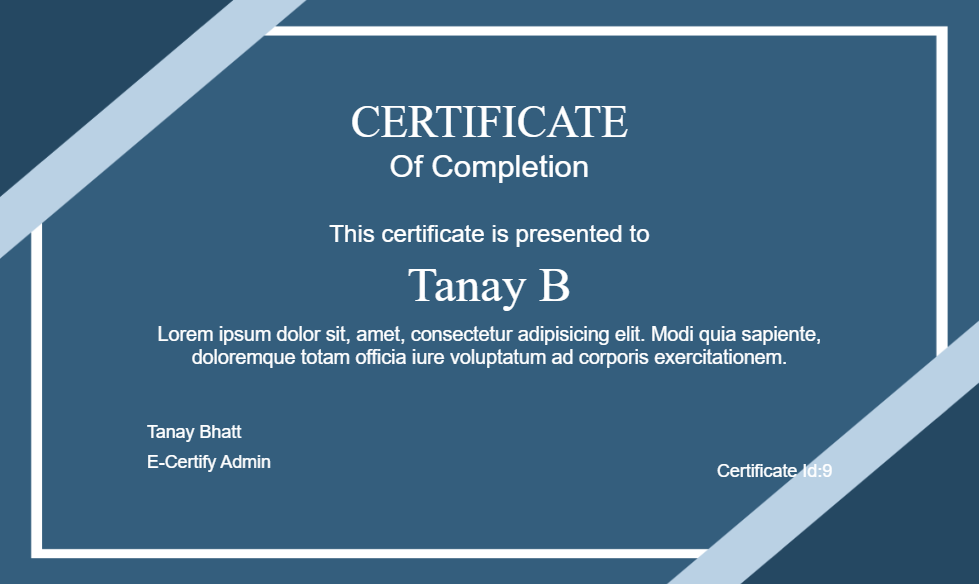 CERTIFICATE
Of Completion
This certificate is presented to
Tanay B
Lorem ipsum dolor sit, amet, consectetur adipisicing elit. Modi quia sapiente,
doloremque totam officia iure voluptatum ad corporis exercitationem.
Tanay Bhatt
E-Certify Admin
Certificate Id:9